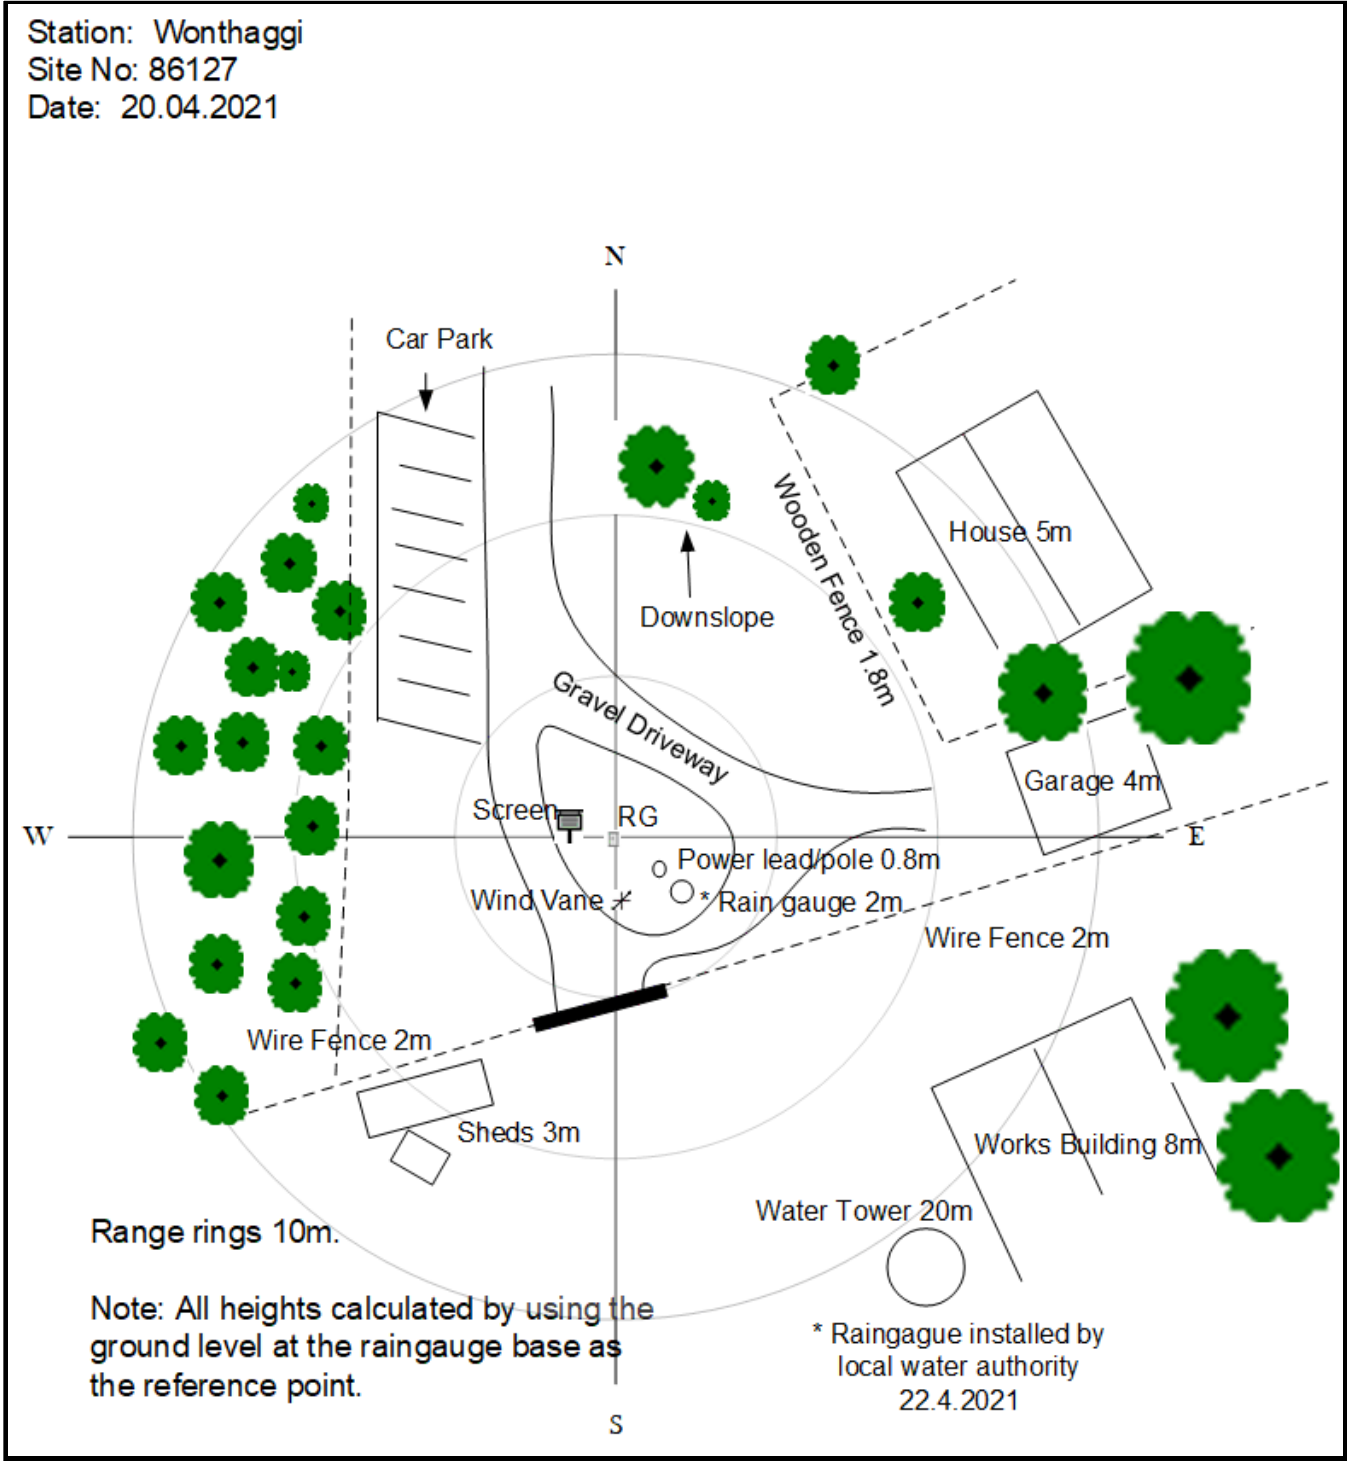 Station: Wonthaggi
Site No: 86127
Date: 20.04.2021
N
Car Park
Wooden Fence 1.8m
House 5m
Downslope
Gravel Driveway
Garage 4m
Screen
RG
W
E
Power lead/pole 0.8m
Wind Vane
* Rain gauge 2m
Wire Fence 2m
Wire Fence 2m
Sheds 3m
Works Building 8m
Water Tower 20m
Range rings 10m.
Note: All heights calculated by using the
ground level at the raingauge base as
the reference point.
* Raingague installed by
local water authority
22.4.2021
S